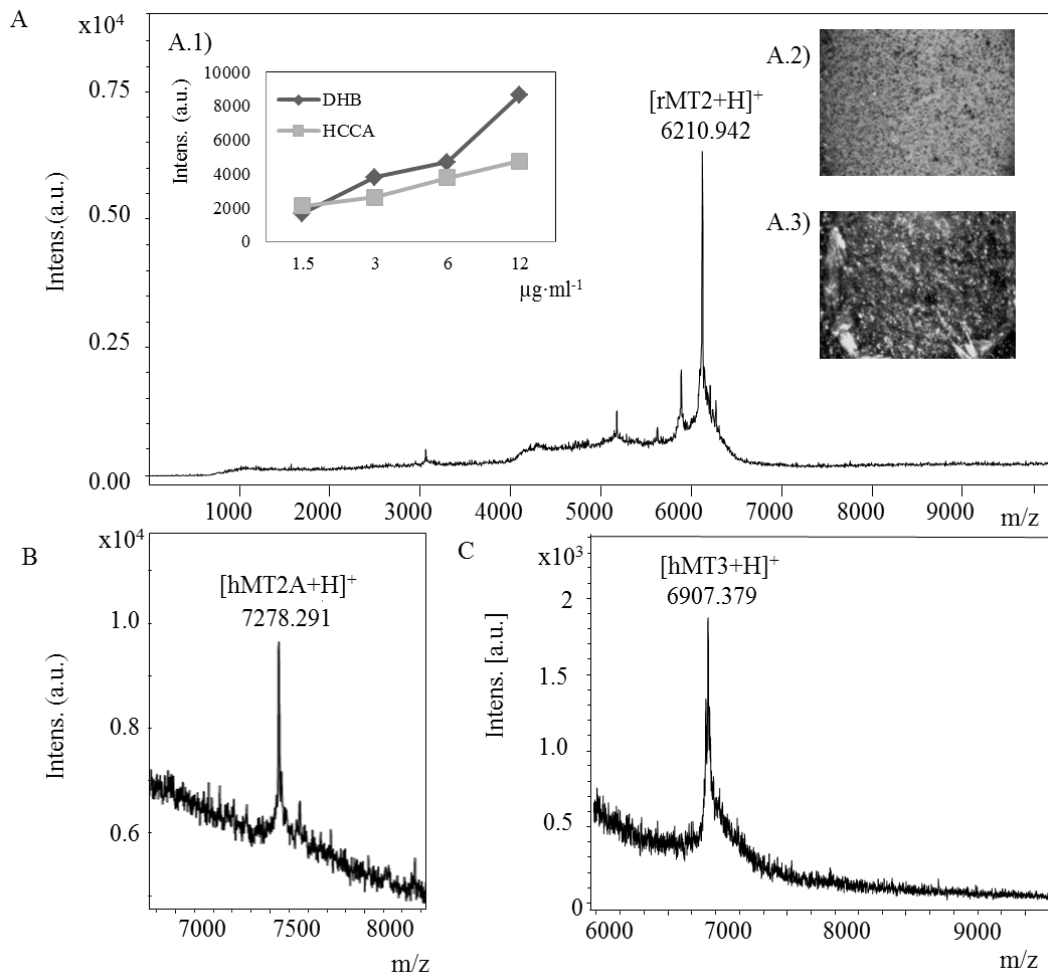 A
x10⁴
0.75
0.5
0.25
0.00
Intens.(a.u.)
A.1)
10000
8000
6000
4000
2000
0
Intens. (a.u.)
DHB
HCCA
1.5 3 6 12
µg·ml⁻¹
[rMT2+H]⁺
6210.942
A.2)
A.3)
1000 2000 3000 4000 5000 6000 7000 8000 9000
m/z
B
x10⁴
[hMT2A+H]⁺
7278.291
1.0
0.8
0.6
Intens. (a.u.)
7000 7500 8000
m/z
C
x10³
[hMT3+H]⁺
6907.379
2
1.5
1.0
0.5
0
Intens. [a.u.]
6000 7000 8000 9000
m/z